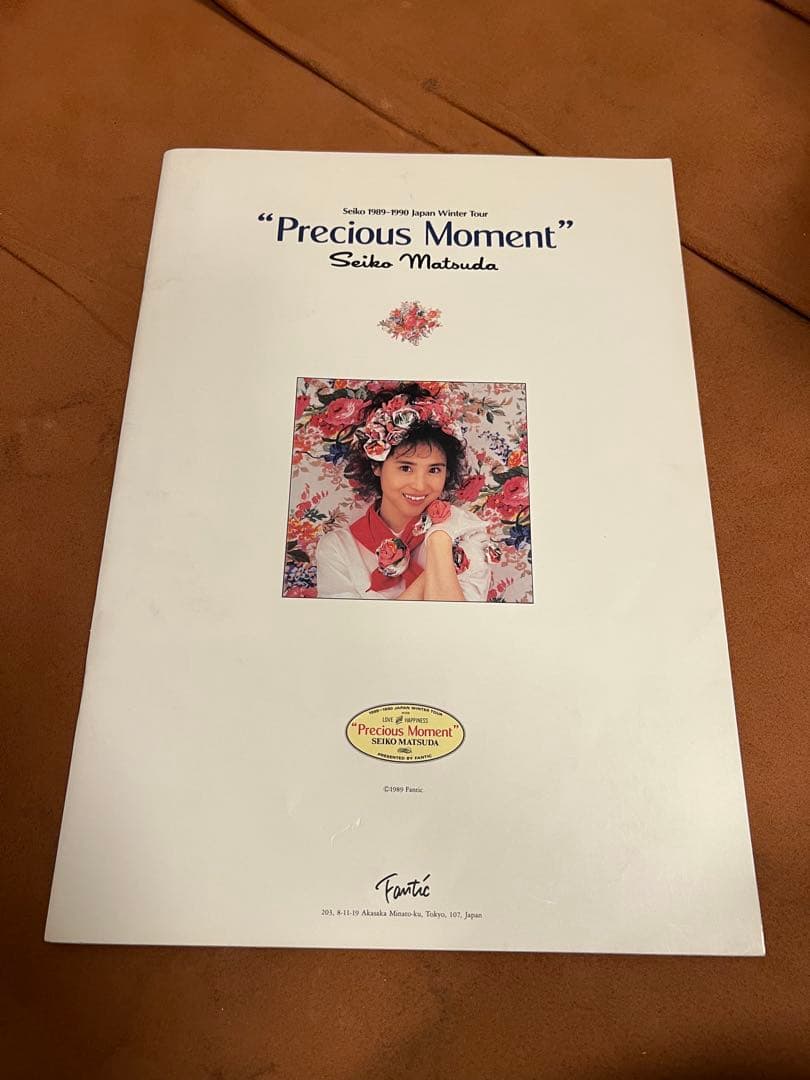 Seiko 1989–1990 Japan Winter Tour
“Precious Moment”
Seiko Matsuda
1989–1990 JAPAN WINTER TOUR
LOVE AND HAPPINESS
“Precious Moment”
SEIKO MATSUDA
PRESENTED BY FANTIC
©1989 Fantic.
Fantic
203, 8-11-19 Akasaka Minato-ku, Tokyo, 107, Japan